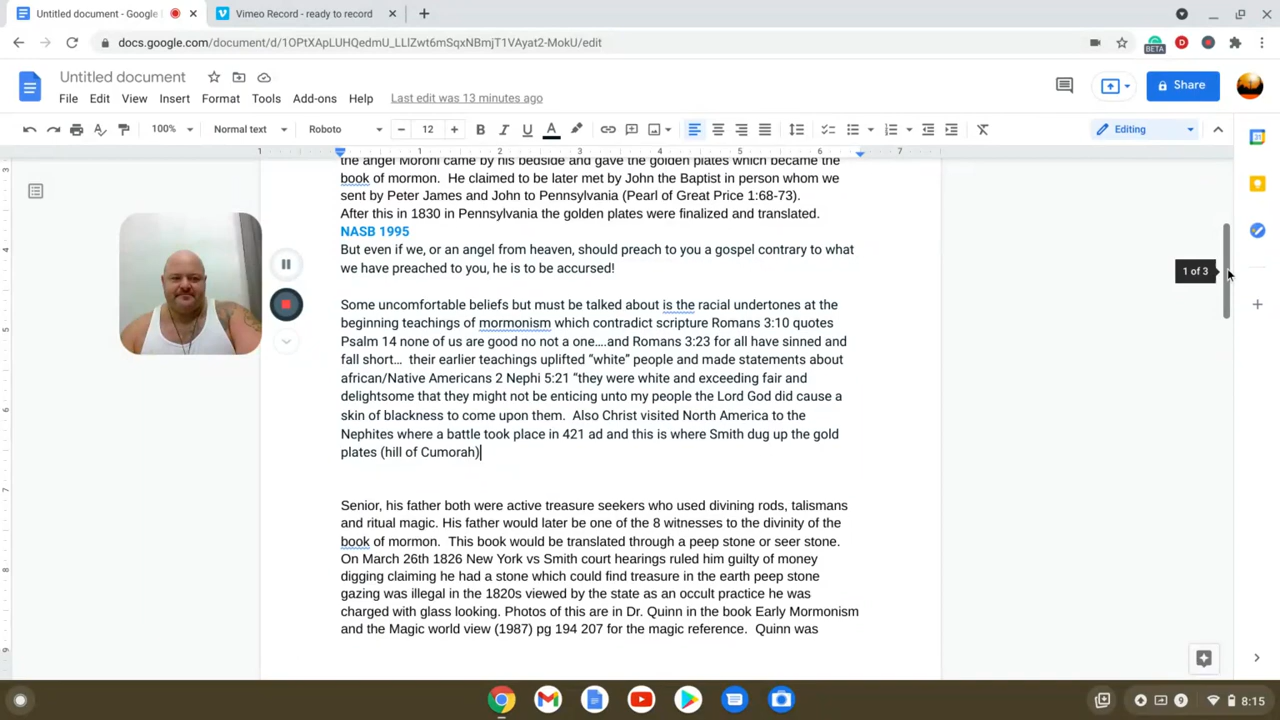 Untitled document - Google
Vimeo Record - ready to record
docs.google.com/document/d/1OPtXApLUHQedmU_LLlZwt6mSqxNBmjT1VAyat2-MokU/edit
BETA
Untitled document
File Edit View Insert Format Tools Add-ons Help Last edit was 13 minutes ago
Share
100% Normal text Roboto 12 Editing
1 1 2 3 4 5 6 7
the angel Moroni came by his bedside and gave the golden plates which became the
book of mormon. He claimed to be later met by John the Baptist in person whom we
sent by Peter James and John to Pennsylvania (Pearl of Great Price 1:68-73).
After this in 1830 in Pennsylvania the golden plates were finalized and translated.
NASB 1995
But even if we, or an angel from heaven, should preach to you a gospel contrary to what
we have preached to you, he is to be accursed!
1 of 3
Some uncomfortable beliefs but must be talked about is the racial undertones at the
beginning teachings of mormonism which contradict scripture Romans 3:10 quotes
Psalm 14 none of us are good no not a one....and Romans 3:23 for all have sinned and
fall short... their earlier teachings uplifted “white” people and made statements about
african/Native Americans 2 Nephi 5:21 “they were white and exceeding fair and
delightsome that they might not be enticing unto my people the Lord God did cause a
skin of blackness to come upon them. Also Christ visited North America to the
Nephites where a battle took place in 421 ad and this is where Smith dug up the gold
plates (hill of Cumorah)
Senior, his father both were active treasure seekers who used divining rods, talismans
and ritual magic. His father would later be one of the 8 witnesses to the divinity of the
book of mormon. This book would be translated through a peep stone or seer stone.
On March 26th 1826 New York vs Smith court hearings ruled him guilty of money
digging claiming he had a stone which could find treasure in the earth peep stone
gazing was illegal in the 1820s viewed by the state as an occult practice he was
charged with glass looking. Photos of this are in Dr. Quinn in the book Early Mormonism
and the Magic world view (1987) pg 194 207 for the magic reference. Quinn was
3
4
5
6
7
8
9
9 8:15